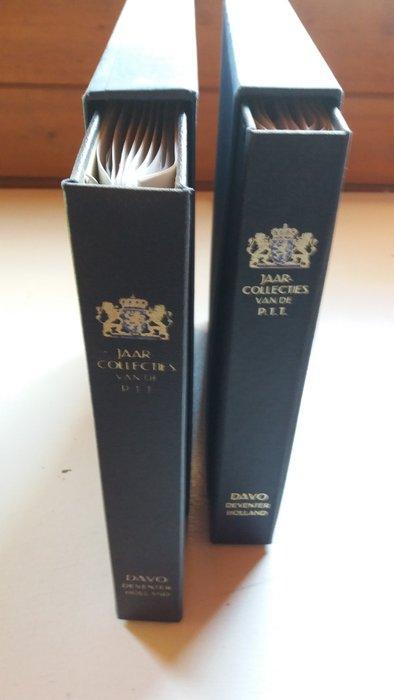 JAAR
COLLECTIES
VAN DE
P.T.T.
DAVO
DEVENTER
HOLLAND
JAAR-
COLLECTIES
VAN DE
P.T.T.
DAVO
DEVENTER
HOLLAND